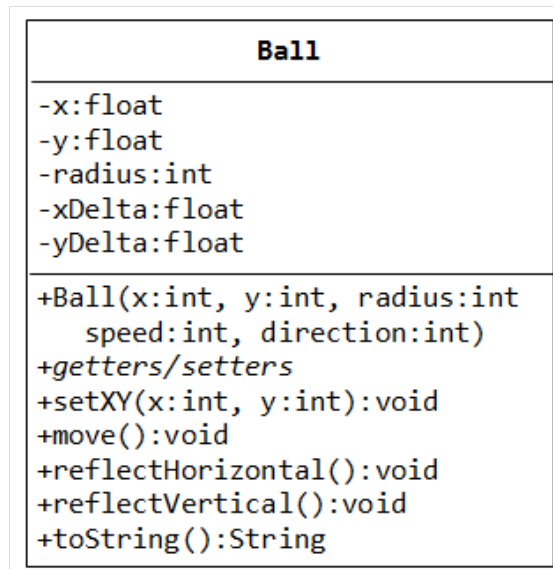 Ball
-x:float
-y:float
-radius:int
-xDelta:float
-yDelta:float
+Ball(x:int, y:int, radius:int
speed:int, direction:int)
+getters/setters
+setXY(x:int, y:int):void
+move():void
+reflectHorizontal():void
+reflectVertical():void
+toString():String